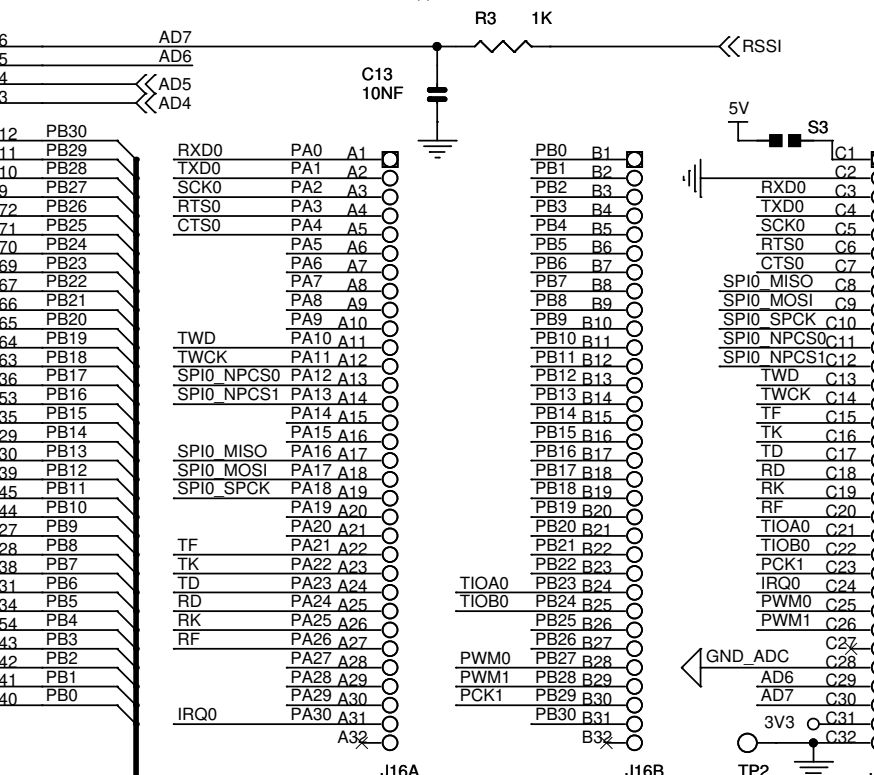 R3 1K
6 AD7
5 AD6
4 AD5
3 AD4
RSSI
C13
10NF
12 PB30
11 PB29
10 PB28
9 PB27
72 PB26
71 PB25
70 PB24
69 PB23
67 PB22
66 PB21
65 PB20
64 PB19
63 PB18
36 PB17
53 PB16
35 PB15
29 PB14
30 PB13
39 PB12
45 PB11
44 PB10
27 PB9
28 PB8
38 PB7
31 PB6
34 PB5
54 PB4
43 PB3
42 PB2
41 PB1
40 PB0
RXD0 PA0 A1
TXD0 PA1 A2
SCK0 PA2 A3
RTS0 PA3 A4
CTS0 PA4 A5
PA5 A6
PA6 A7
PA7 A8
PA8 A9
PA9 A10
TWD PA10 A11
TWCK PA11 A12
SPI0_NPCS0 PA12 A13
SPI0_NPCS1 PA13 A14
PA14 A15
PA15 A16
SPI0_MISO PA16 A17
SPI0_MOSI PA17 A18
SPI0_SPCK PA18 A19
PA19 A20
PA20 A21
TF PA21 A22
TK PA22 A23
TD PA23 A24
RD PA24 A25
RK PA25 A26
RF PA26 A27
PA27 A28
PA28 A29
PA29 A30
IRQ0 PA30 A31
A32
J16A
PB0 B1
PB1 B2
PB2 B3
PB3 B4
PB4 B5
PB5 B6
PB6 B7
PB7 B8
PB8 B9
PB9 B10
PB10 B11
PB11 B12
PB12 B13
PB13 B14
PB14 B15
PB15 B16
PB16 B17
PB17 B18
PB18 B19
PB19 B20
PB20 B21
PB21 B22
PB22 B23
TIOA0 PB23 B24
TIOB0 PB24 B25
PB25 B26
PB26 B27
PWM0 PB27 B28
PWM1 PB28 B29
PCK1 PB29 B30
PB30 B31
B32
J16B
5V
S3
C1
C2
RXD0 C3
TXD0 C4
SCK0 C5
RTS0 C6
CTS0 C7
SPI0_MISO C8
SPI0_MOSI C9
SPI0_SPCK C10
SPI0_NPCS0 C11
SPI0_NPCS1 C12
TWD C13
TWCK C14
TF C15
TK C16
TD C17
RD C18
RK C19
RF C20
TIOA0 C21
TIOB0 C22
PCK1 C23
IRQ0 C24
PWM0 C25
PWM1 C26
C27
GND_ADC C28
AD6 C29
AD7 C30
3V3 C31
C32
TP2